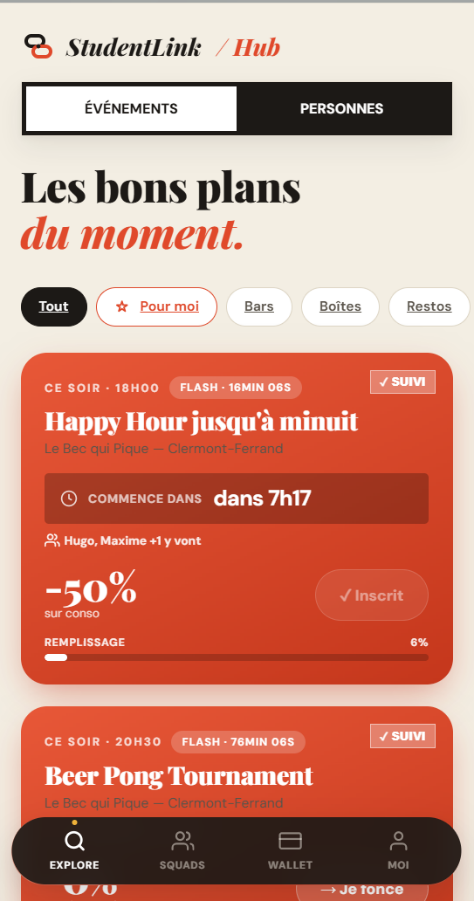 StudentLink / Hub
ÉVÉNEMENTS PERSONNES
Les bons plans
du moment.
Tout Pour moi Bars Boîtes Restos
CE SOIR · 18H00 FLASH · 16MIN 06S ✓ SUIVI
Happy Hour jusqu'à minuit
Le Bec qui Pique — Clermont-Ferrand
COMMENCE DANS dans 7h17
Hugo, Maxime +1 y vont
-50%
sur conso
✓ Inscrit
REMPLISSAGE 6%
CE SOIR · 20H30 FLASH · 76MIN 06S ✓ SUIVI
Beer Pong Tournament
Le Bec qui Pique — Clermont-Ferrand
EXPLORE SQUADS WALLET MOI
→ Je fonce